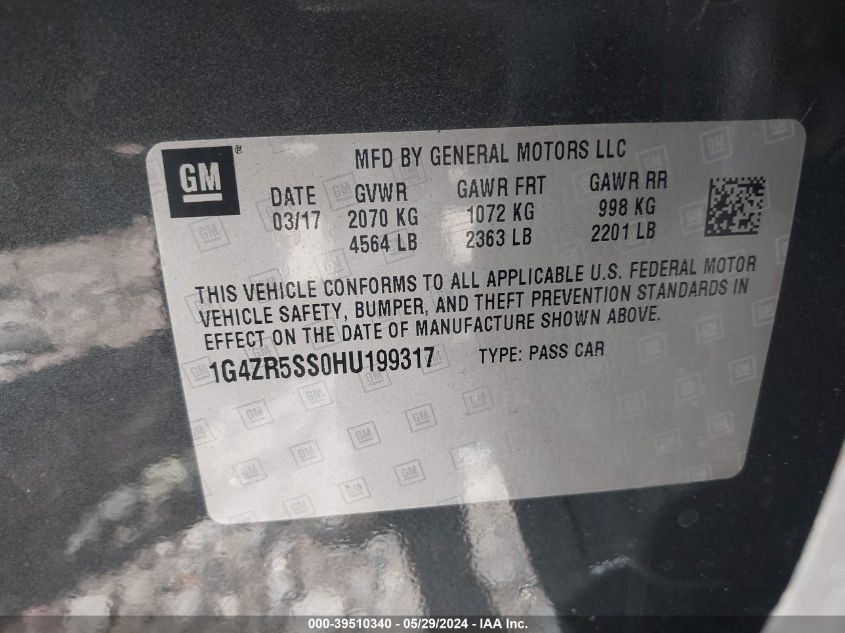 GM ®
MFD BY GENERAL MOTORS LLC
DATE GVWR GAWR FRT GAWR RR
03/17 2070 KG 1072 KG 998 KG
4564 LB 2363 LB 2201 LB
THIS VEHICLE CONFORMS TO ALL APPLICABLE U.S. FEDERAL MOTOR
VEHICLE SAFETY, BUMPER, AND THEFT PREVENTION STANDARDS IN
EFFECT ON THE DATE OF MANUFACTURE SHOWN ABOVE.
1G4ZR5SS0HU199317 TYPE: PASS CAR
000-39510340 - 05/29/2024 - IAA Inc.